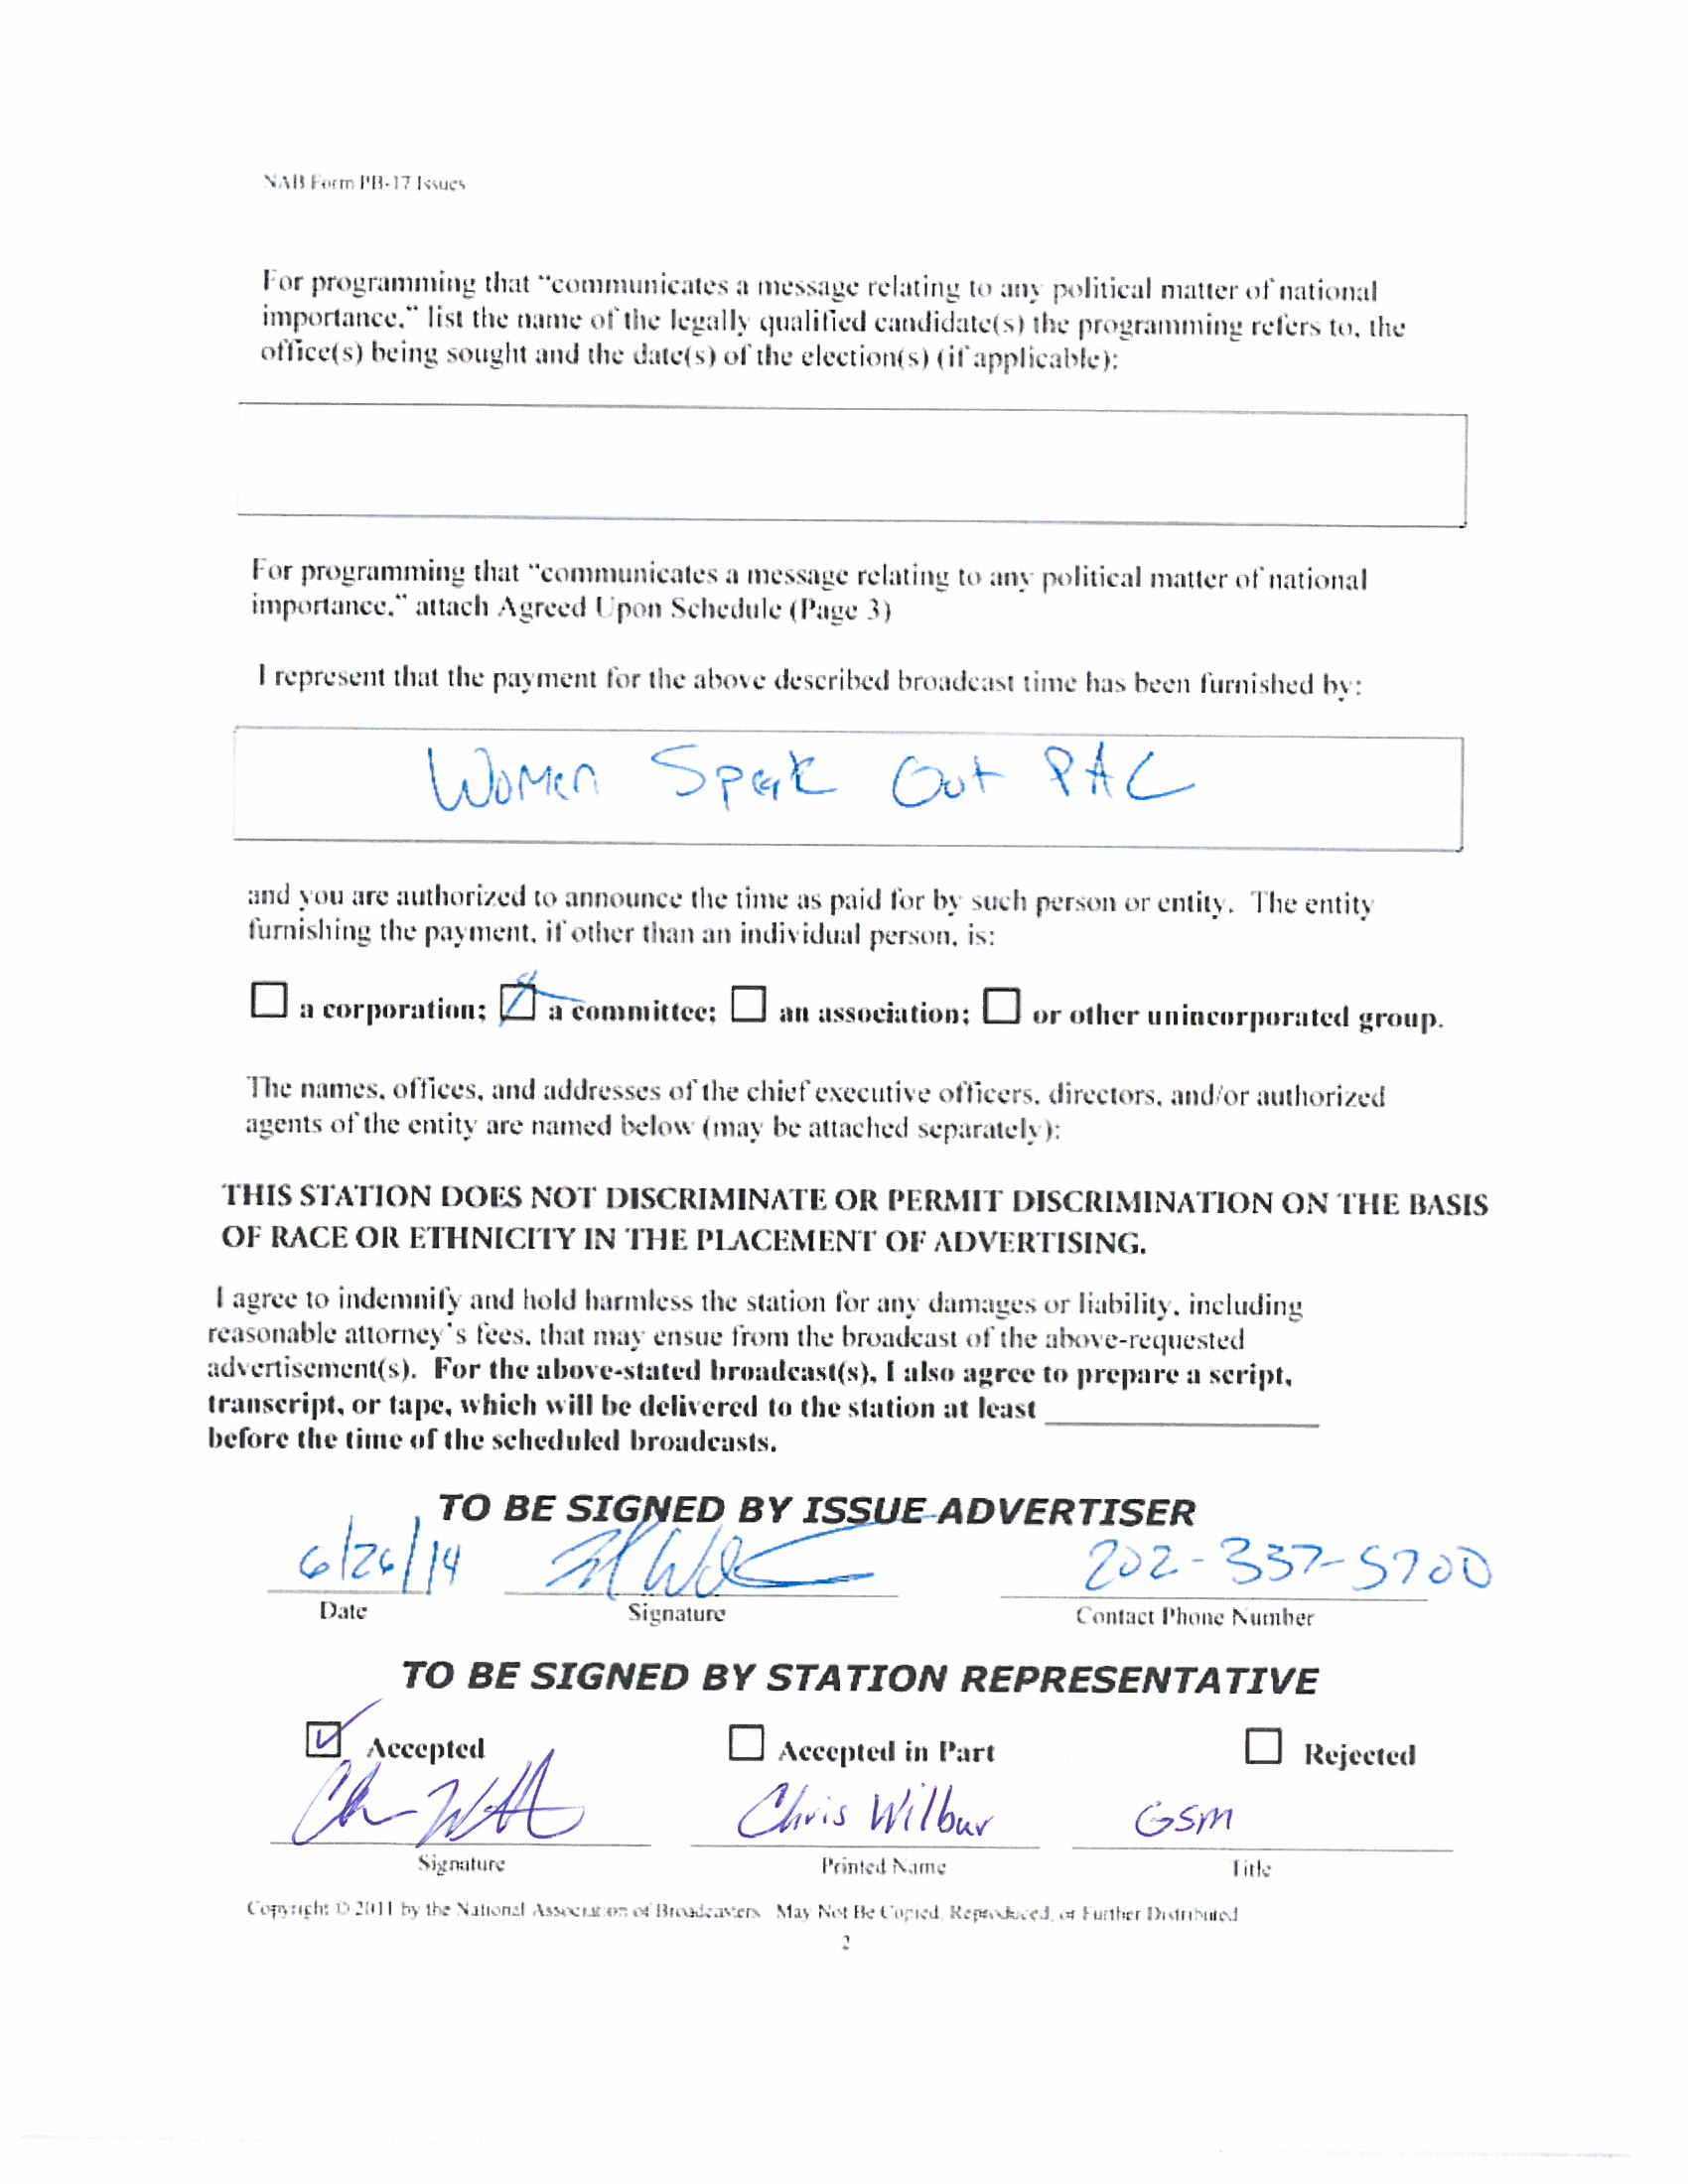 NAB Form PB-17 Issues
For programming that "communicates a message relating to any political matter of national
importance," list the name of the legally qualified candidate(s) the programming refers to, the
office(s) being sought and the date(s) of the election(s) (if applicable):
For programming that "communicates a message relating to any political matter of national
importance," attach Agreed Upon Schedule (Page 3)
I represent that the payment for the above described broadcast time has been furnished by:
Women Speak Out PAC
and you are authorized to announce the time as paid for by such person or entity. The entity
furnishing the payment, if other than an individual person, is:
a corporation; a committee; an association; or other unincorporated group.
The names, offices, and addresses of the chief executive officers, directors, and/or authorized
agents of the entity are named below (may be attached separately):
THIS STATION DOES NOT DISCRIMINATE OR PERMIT DISCRIMINATION ON THE BASIS
OF RACE OR ETHNICITY IN THE PLACEMENT OF ADVERTISING.
I agree to indemnify and hold harmless the station for any damages or liability, including
reasonable attorney's fees, that may ensue from the broadcast of the above-requested
advertisement(s). For the above-stated broadcast(s), I also agree to prepare a script,
transcript, or tape, which will be delivered to the station at least
before the time of the scheduled broadcasts.
TO BE SIGNED BY ISSUE ADVERTISER
6/26/14 202-337-5700
Date Signature Contact Phone Number
TO BE SIGNED BY STATION REPRESENTATIVE
Accepted Accepted in Part Rejected
Chris Wilbur GSM
Signature Printed Name Title
Copyright © 2011 by the National Association of Broadcasters May Not Be Copied, Reproduced, or Further Distributed
2